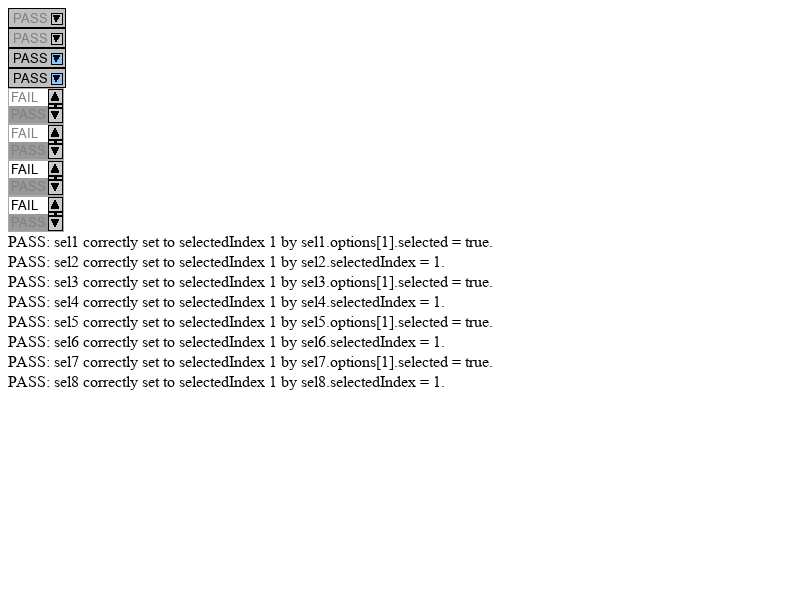 PASS
PASS
PASS
PASS
FAIL
PASS
FAIL
PASS
FAIL
PASS
FAIL
PASS
PASS: sel1 correctly set to selectedIndex 1 by sel1.options[1].selected = true.
PASS: sel2 correctly set to selectedIndex 1 by sel2.selectedIndex = 1.
PASS: sel3 correctly set to selectedIndex 1 by sel3.options[1].selected = true.
PASS: sel4 correctly set to selectedIndex 1 by sel4.selectedIndex = 1.
PASS: sel5 correctly set to selectedIndex 1 by sel5.options[1].selected = true.
PASS: sel6 correctly set to selectedIndex 1 by sel6.selectedIndex = 1.
PASS: sel7 correctly set to selectedIndex 1 by sel7.options[1].selected = true.
PASS: sel8 correctly set to selectedIndex 1 by sel8.selectedIndex = 1.